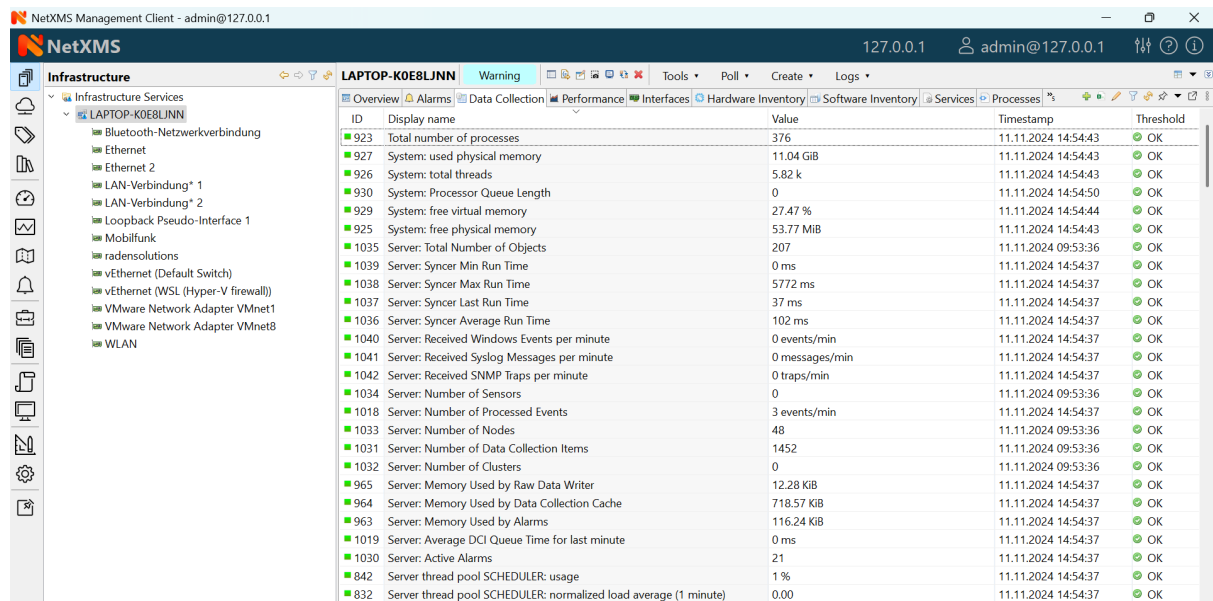 NetXMS Management Client - admin@127.0.0.1
NetXMS 127.0.0.1 admin@127.0.0.1
Infrastructure
Infrastructure Services
LAPTOP-K0E8LJNN
Bluetooth-Netzwerkverbindung
Ethernet
Ethernet 2
LAN-Verbindung* 1
LAN-Verbindung* 2
Loopback Pseudo-Interface 1
Mobilfunk
radensolutions
vEthernet (Default Switch)
vEthernet (WSL (Hyper-V firewall))
VMware Network Adapter VMnet1
VMware Network Adapter VMnet8
WLAN
LAPTOP-K0E8LJNN Warning Tools Poll Create Logs
Overview Alarms Data Collection Performance Interfaces Hardware Inventory Software Inventory Services Processes »5
ID Display name Value Timestamp Threshold
923 Total number of processes 376 11.11.2024 14:54:43 OK
927 System: used physical memory 11.04 GiB 11.11.2024 14:54:43 OK
926 System: total threads 5.82 k 11.11.2024 14:54:43 OK
930 System: Processor Queue Length 0 11.11.2024 14:54:50 OK
929 System: free virtual memory 27.47 % 11.11.2024 14:54:44 OK
925 System: free physical memory 53.77 MiB 11.11.2024 14:54:43 OK
1035 Server: Total Number of Objects 207 11.11.2024 09:53:36 OK
1039 Server: Syncer Min Run Time 0 ms 11.11.2024 14:54:37 OK
1038 Server: Syncer Max Run Time 5772 ms 11.11.2024 14:54:37 OK
1037 Server: Syncer Last Run Time 37 ms 11.11.2024 14:54:37 OK
1036 Server: Syncer Average Run Time 102 ms 11.11.2024 14:54:37 OK
1040 Server: Received Windows Events per minute 0 events/min 11.11.2024 14:54:37 OK
1041 Server: Received Syslog Messages per minute 0 messages/min 11.11.2024 14:54:37 OK
1042 Server: Received SNMP Traps per minute 0 traps/min 11.11.2024 14:54:37 OK
1034 Server: Number of Sensors 0 11.11.2024 09:53:36 OK
1018 Server: Number of Processed Events 3 events/min 11.11.2024 14:54:37 OK
1033 Server: Number of Nodes 48 11.11.2024 09:53:36 OK
1031 Server: Number of Data Collection Items 1452 11.11.2024 09:53:36 OK
1032 Server: Number of Clusters 0 11.11.2024 09:53:36 OK
965 Server: Memory Used by Raw Data Writer 12.28 KiB 11.11.2024 14:54:37 OK
964 Server: Memory Used by Data Collection Cache 718.57 KiB 11.11.2024 14:54:37 OK
963 Server: Memory Used by Alarms 116.24 KiB 11.11.2024 14:54:37 OK
1019 Server: Average DCI Queue Time for last minute 0 ms 11.11.2024 14:54:37 OK
1030 Server: Active Alarms 21 11.11.2024 14:54:37 OK
842 Server thread pool SCHEDULER: usage 1 % 11.11.2024 14:54:37 OK
832 Server thread pool SCHEDULER: normalized load average (1 minute) 0.00 11.11.2024 14:54:37 OK